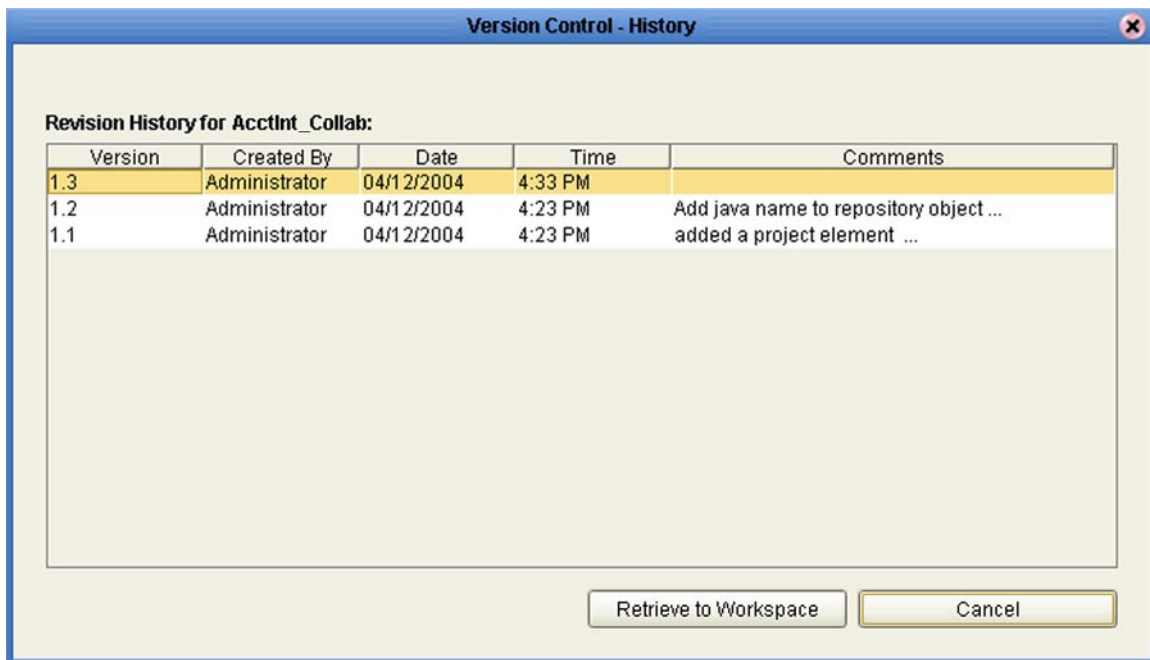 Version Control - History
Revision History for AcctInt_Collab:
Version Created By Date Time Comments
1.3 Administrator 04/12/2004 4:33 PM
1.2 Administrator 04/12/2004 4:23 PM Add java name to repository object ...
1.1 Administrator 04/12/2004 4:23 PM added a project element ...
Retrieve to Workspace Cancel